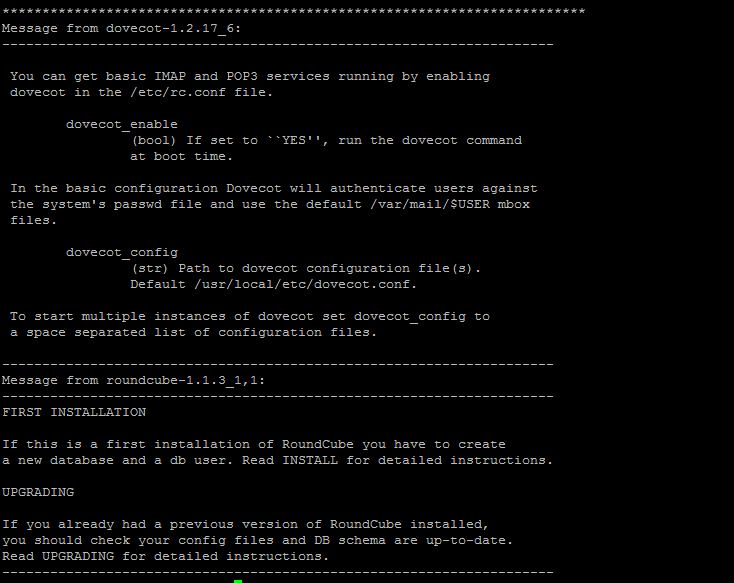 *************************************************************************
Message from dovecot-1.2.17_6:
---------------------------------------------------------------------
You can get basic IMAP and POP3 services running by enabling
dovecot in the /etc/rc.conf file.
dovecot_enable
(bool) If set to ``YES'', run the dovecot command
at boot time.
In the basic configuration Dovecot will authenticate users against
the system's passwd file and use the default /var/mail/$USER mbox
files.
dovecot_config
(str) Path to dovecot configuration file(s).
Default /usr/local/etc/dovecot.conf.
To start multiple instances of dovecot set dovecot_config to
a space separated list of configuration files.
---------------------------------------------------------------------
Message from roundcube-1.1.3_1,1:
---------------------------------------------------------------------
FIRST INSTALLATION
If this is a first installation of RoundCube you have to create
a new database and a db user. Read INSTALL for detailed instructions.
UPGRADING
If you already had a previous version of RoundCube installed,
you should check your config files and DB schema are up-to-date.
Read UPGRADING for detailed instructions.
---------------------------------------------------------------------